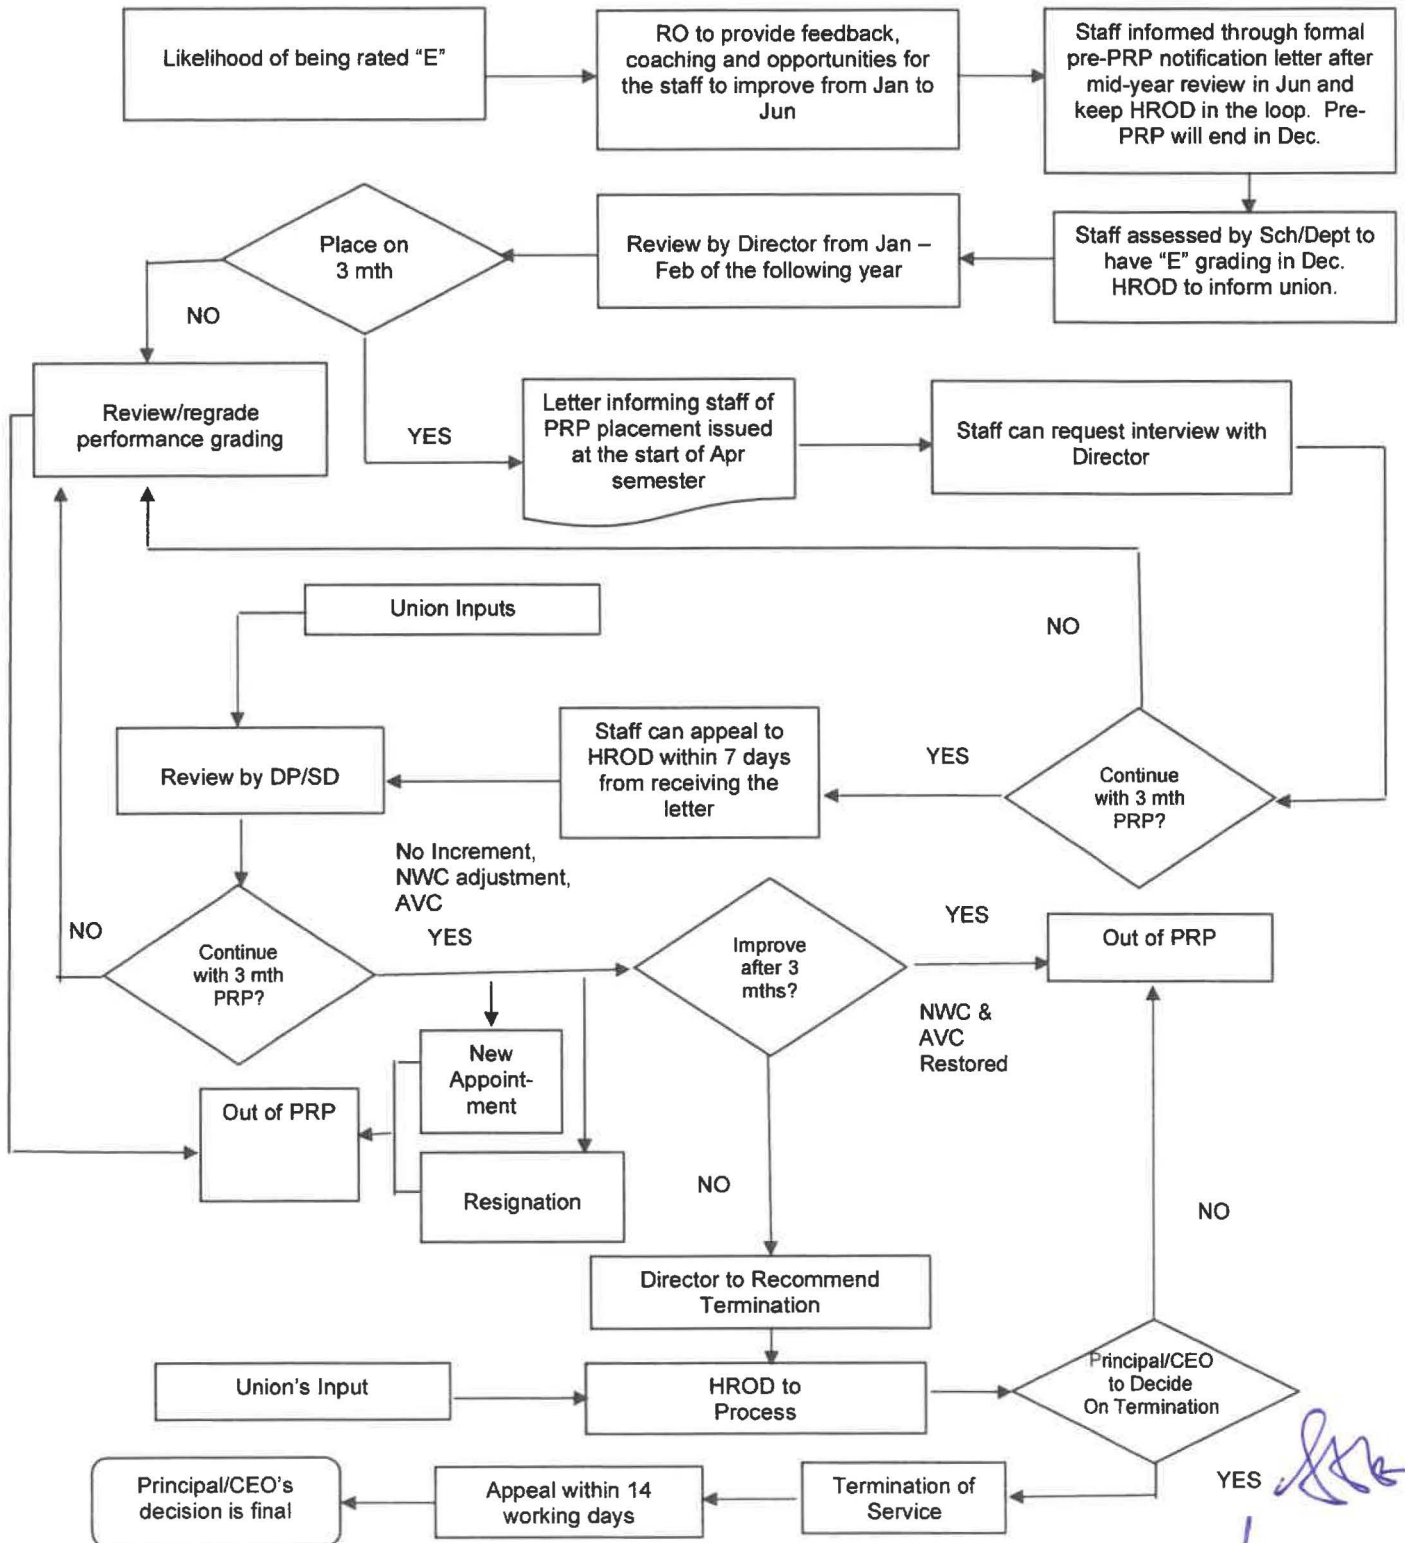 Likelihood of being rated "E"
RO to provide feedback,
coaching and opportunities for
the staff to improve from Jan to
Jun
Staff informed through formal
pre-PRP notification letter after
mid-year review in Jun and
keep HROD in the loop. Pre-
PRP will end in Dec.
Place on
3 mth
Review by Director from Jan –
Feb of the following year
Staff assessed by Sch/Dept to
have "E" grading in Dec.
HROD to inform union.
NO
Review/regrade
performance grading
YES
Letter informing staff of
PRP placement issued
at the start of Apr
semester
Staff can request interview with
Director
Union Inputs
NO
Review by DP/SD
Staff can appeal to
HROD within 7 days
from receiving the
letter
YES
Continue
with 3 mth
PRP?
No Increment,
NWC adjustment,
AVC
NO
Continue
with 3 mth
PRP?
YES
Improve
after 3
mths?
YES
Out of PRP
NWC &
AVC
Restored
New
Appoint-
ment
Out of PRP
Resignation
NO
NO
Director to Recommend
Termination
Union's Input
HROD to
Process
Principal/CEO
to Decide
On Termination
Principal/CEO's
decision is final
Appeal within 14
working days
Termination of
Service
YES